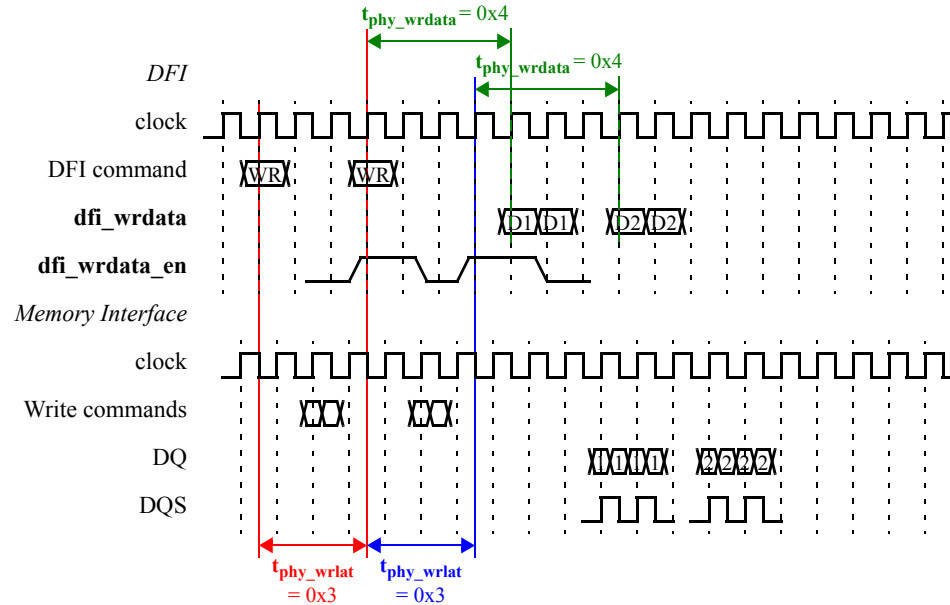 t_phy_wrdata = 0x4
t_phy_wrdata = 0x4
DFI
clock
DFI command WR WR
dfi_wrdata D1 D1 D2 D2
dfi_wrdata_en
Memory Interface
clock
Write commands
DQ 1 1 1 1 2 2 2 2
DQS
t_phy_wrlat t_phy_wrlat
= 0x3 = 0x3